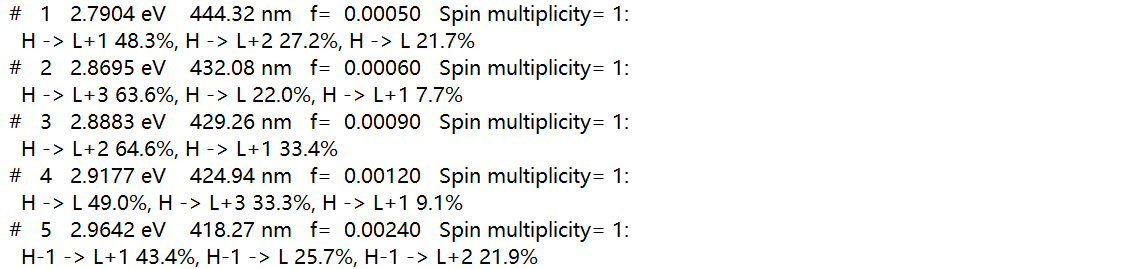 # 1 2.7904 eV 444.32 nm f= 0.00050 Spin multiplicity= 1:
H -> L+1 48.3%, H -> L+2 27.2%, H -> L 21.7%
# 2 2.8695 eV 432.08 nm f= 0.00060 Spin multiplicity= 1:
H -> L+3 63.6%, H -> L 22.0%, H -> L+1 7.7%
# 3 2.8883 eV 429.26 nm f= 0.00090 Spin multiplicity= 1:
H -> L+2 64.6%, H -> L+1 33.4%
# 4 2.9177 eV 424.94 nm f= 0.00120 Spin multiplicity= 1:
H -> L 49.0%, H -> L+3 33.3%, H -> L+1 9.1%
# 5 2.9642 eV 418.27 nm f= 0.00240 Spin multiplicity= 1:
H-1 -> L+1 43.4%, H-1 -> L 25.7%, H-1 -> L+2 21.9%